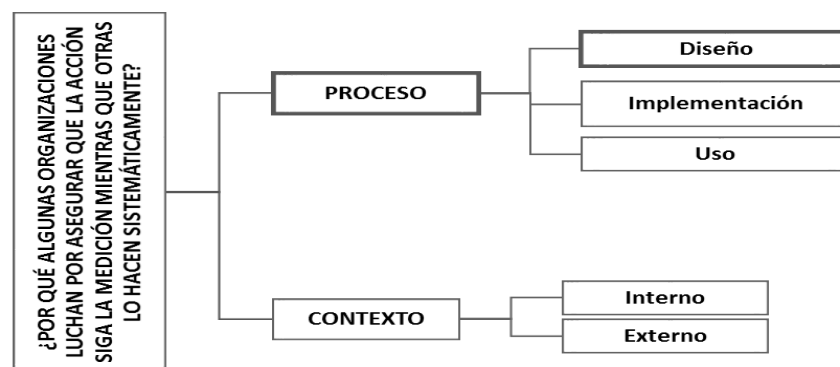 ¿POR QUÉ ALGUNAS ORGANIZACIONES
LUCHAN POR ASEGURAR QUE LA ACCIÓN
SIGA LA MEDICIÓN MIENTRAS QUE OTRAS
LO HACEN SISTEMÁTICAMENTE?
PROCESO
Diseño
Implementación
Uso
CONTEXTO
Interno
Externo